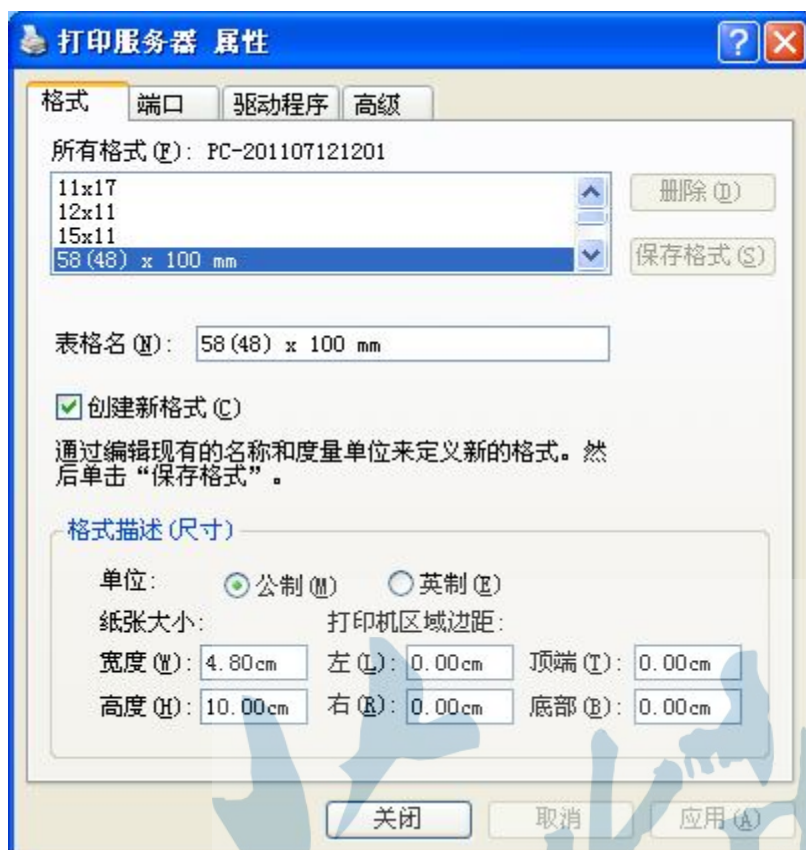 打印服务器 属性
格式 端口 驱动程序 高级
所有格式(F): PC-201107121201
11x17
12x11
15x11
58(48) x 100 mm
删除(D)
保存格式(S)
表格名(N): 58(48) x 100 mm
创建新格式(C)
通过编辑现有的名称和度量单位来定义新的格式。然
后单击“保存格式”。
格式描述(尺寸)
单位: 公制(M) 英制(E)
纸张大小: 打印机区域边距:
宽度(W): 4.80cm 左(L): 0.00cm 顶端(T): 0.00cm
高度(H): 10.00cm 右(R): 0.00cm 底部(B): 0.00cm
关闭 取消 应用(A)